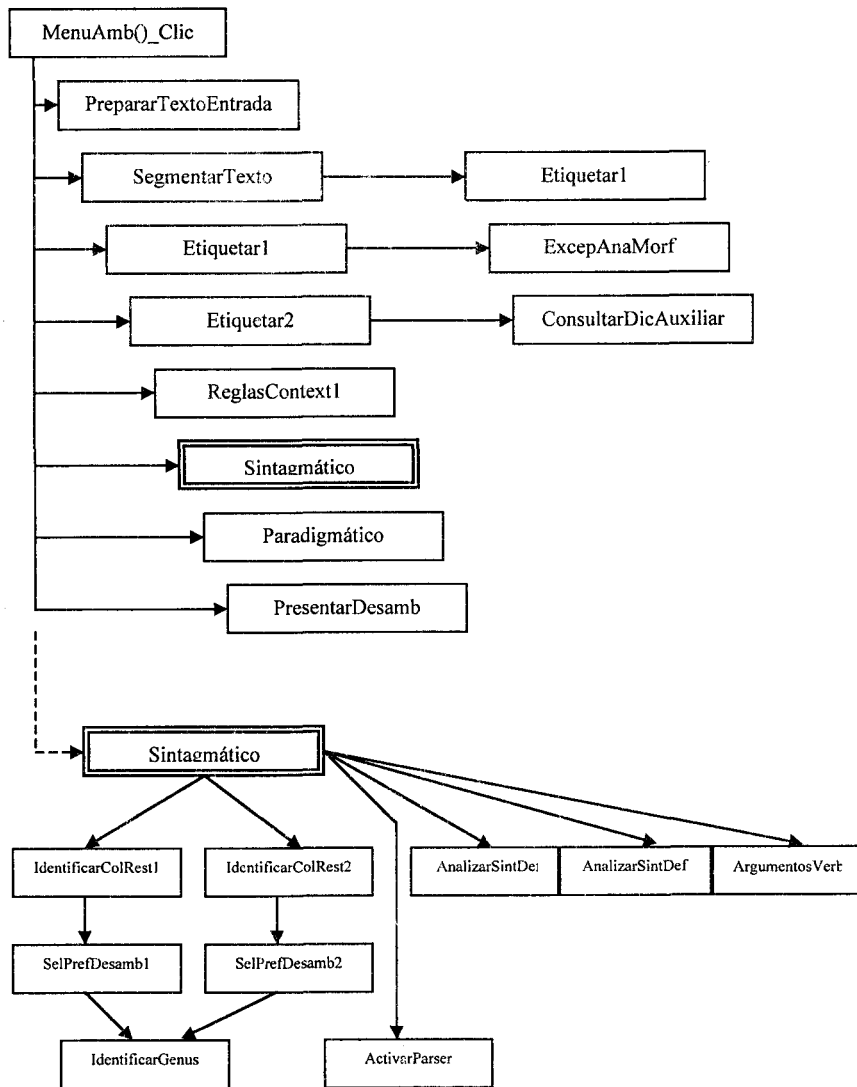 MenuAmb()_Clic
PrepararTextoEntrada
SegmentarTexto
Etiquetar1
Etiquetar1
ExcepAnaMorf
Etiquetar2
ConsultarDicAuxiliar
ReglasContext1
Sintagmático
Paradigmático
PresentarDesamb
Sintagmático
IdentificarColRest1
IdentificarColRest2
AnalizarSintDef
AnalizarSintDef
ArgumentosVerb
SelPrefDesamb1
SelPrefDesamb2
IdentificarGenus
ActivarParser